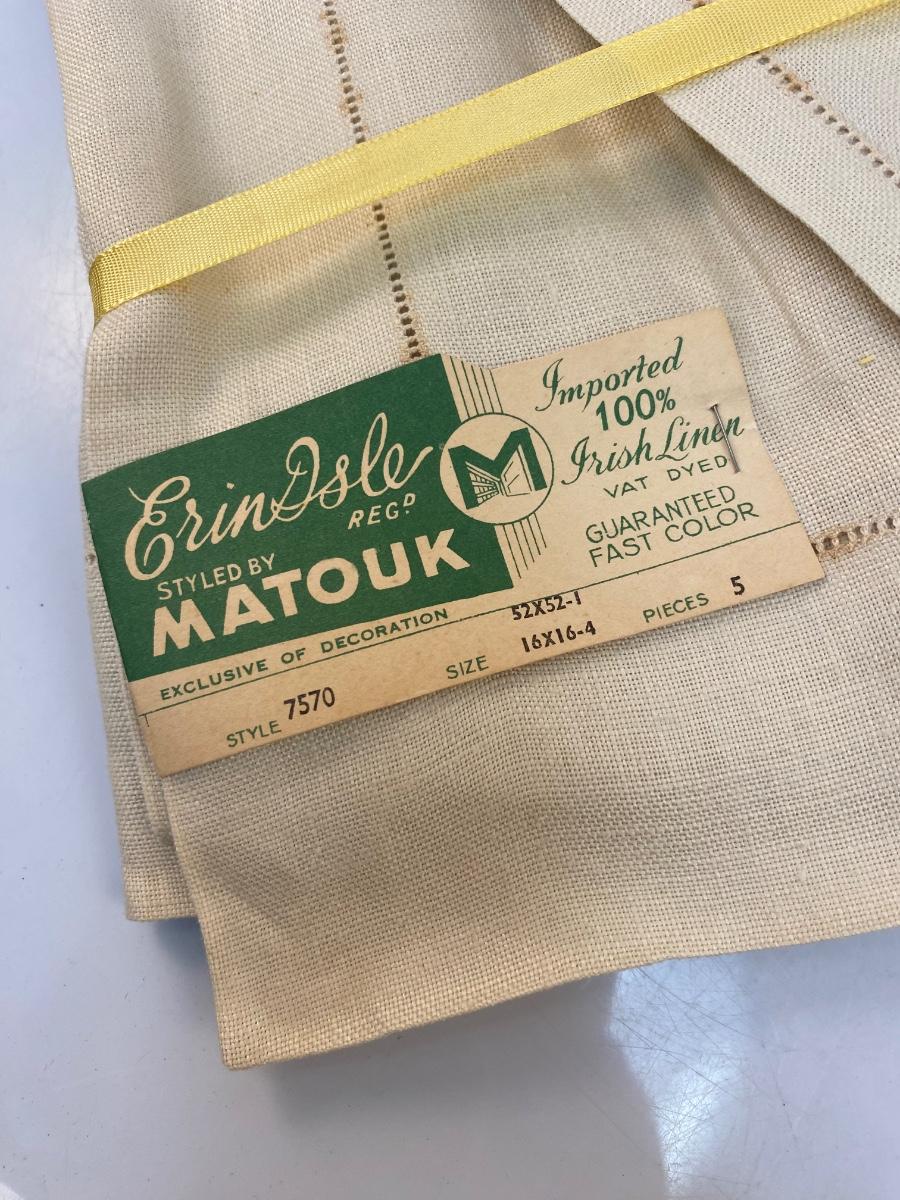 Erin Isle
REGD
STYLED BY
MATOUK
EXCLUSIVE OF DECORATION
M
Imported
100%
Irish Linen
VAT DYED
GUARANTEED
FAST COLOR
STYLE 7570
SIZE 52X52-1
16X16-4
PIECES 5